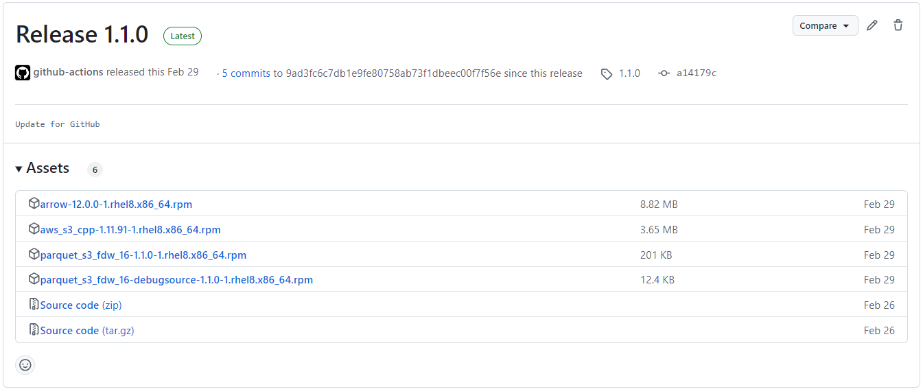 Release 1.1.0 Latest Compare
github-actions released this Feb 29 · 5 commits to 9ad3fc6c7db1e9fe80758ab73f1dbeec00f7f56e since this release 1.1.0 a14179c
Update for GitHub
Assets 6
arrow-12.0.0-1.rhel8.x86_64.rpm 8.82 MB Feb 29
aws_s3_cpp-1.11.91-1.rhel8.x86_64.rpm 3.65 MB Feb 29
parquet_s3_fdw_16-1.1.0-1.rhel8.x86_64.rpm 201 KB Feb 29
parquet_s3_fdw_16-debugsource-1.1.0-1.rhel8.x86_64.rpm 12.4 KB Feb 29
Source code (zip) Feb 26
Source code (tar.gz) Feb 26